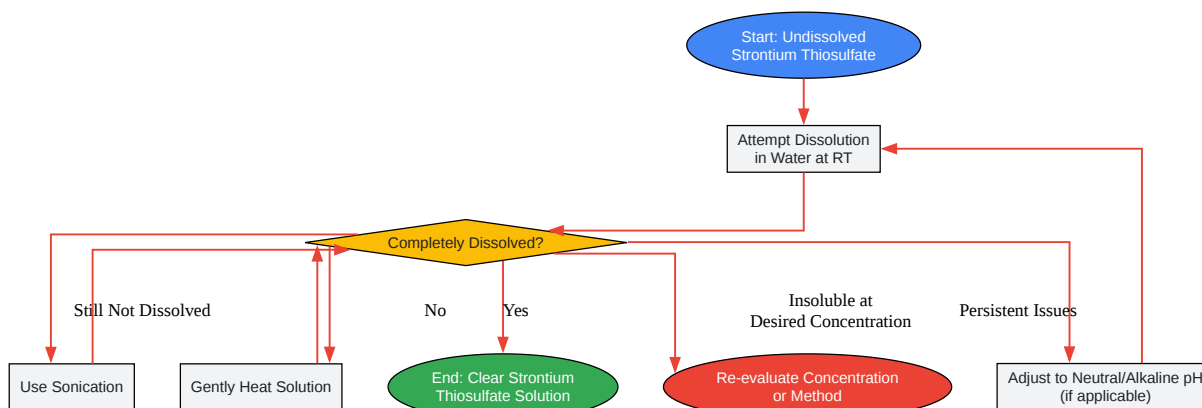 Start: Undissolved
Strontium Thiosulfate
Attempt Dissolution
in Water at RT
Completely Dissolved?
Still Not Dissolved
No
Yes
Insoluble at
Desired Concentration
Persistent Issues
Use Sonication
Gently Heat Solution
End: Clear Strontium
Thiosulfate Solution
Re-evaluate Concentration
or Method
Adjust to Neutral/Alkaline pH
(if applicable)